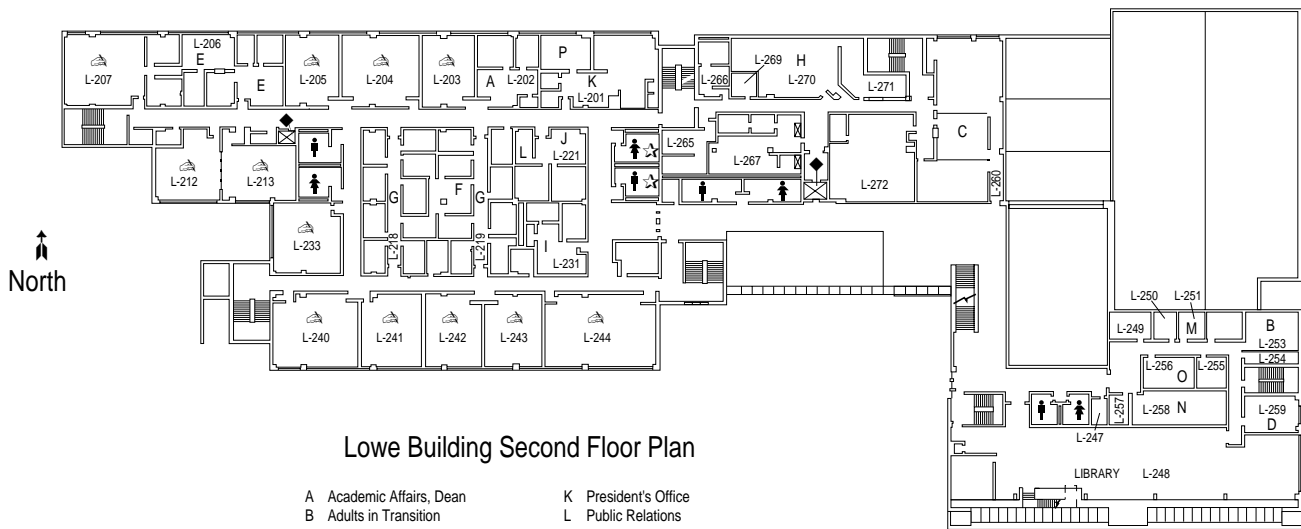 L-206
E
L-207
E
L-205
L-204
L-203
A
L-202
P
K
L-201
L-266
L-269
H
L-270
L-271
C
L-212
L-213
L
J
L-221
L-265
L-267
L-272
L-260
G
F
G
L-218
L-219
I
L-231
L-233
North
L-240
L-241
L-242
L-243
L-244
L-250
L-251
L-249
M
B
L-253
L-254
L-256
L-255
O
L-257
L-258
N
L-259
D
L-247
LIBRARY L-248
Lowe Building Second Floor Plan
A Academic Affairs, Dean
B Adults in Transition
K President's Office
L Public Relations